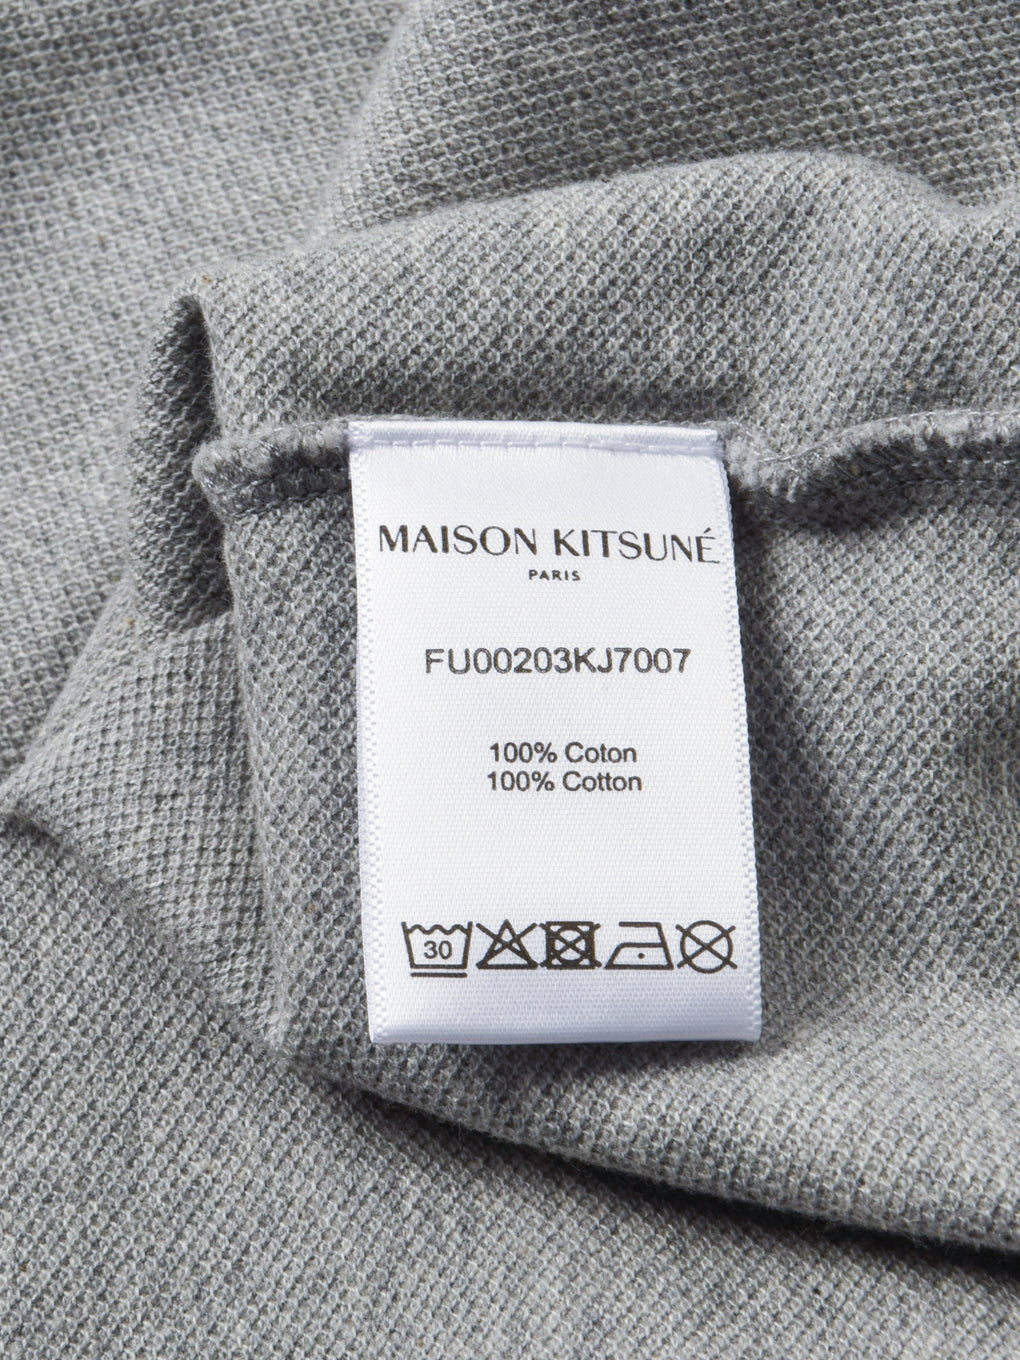 MAISON KITSUNÉ
PARIS
FU00203KJ7007
100% Coton
100% Cotton
30